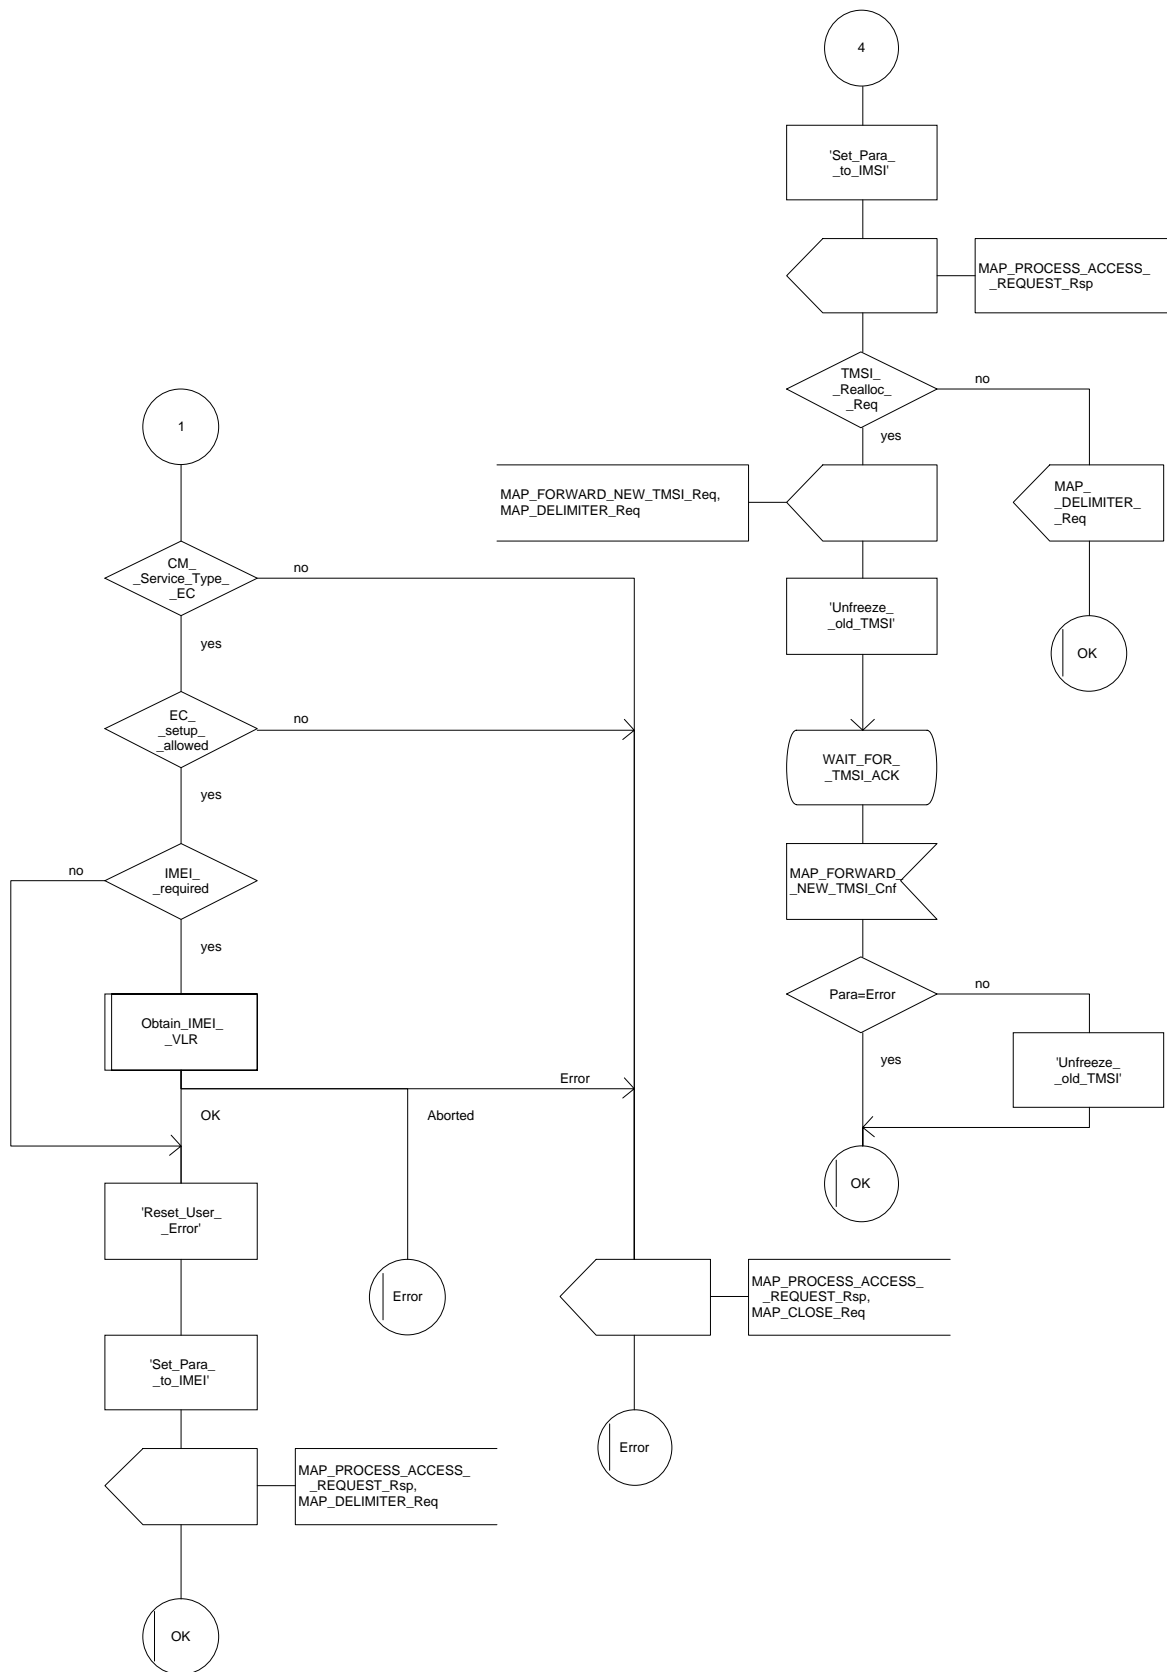 4
'Set_Para_
_to_IMSI'
MAP_PROCESS_ACCESS_
_REQUEST_Rsp
TMSI_
_Realloc_
_Req
no
yes
MAP_FORWARD_NEW_TMSI_Req,
MAP_DELIMITER_Req
MAP_
_DELIMITER_
_Req
'Unfreeze_
_old_TMSI'
OK
WAIT_FOR_
_TMSI_ACK
MAP_FORWARD_
_NEW_TMSI_Cnf
Para=Error
no
yes
'Unfreeze_
_old_TMSI'
OK
1
CM_
_Service_Type_
_EC
no
yes
EC_
_setup_
_allowed
no
yes
IMEI_
_required
no
yes
Obtain_IMEI_
_VLR
Error
OK
Aborted
'Reset_User_
_Error'
Error
MAP_PROCESS_ACCESS_
_REQUEST_Rsp,
MAP_CLOSE_Req
'Set_Para_
_to_IMEI'
Error
MAP_PROCESS_ACCESS_
_REQUEST_Rsp,
MAP_DELIMITER_Req
OK